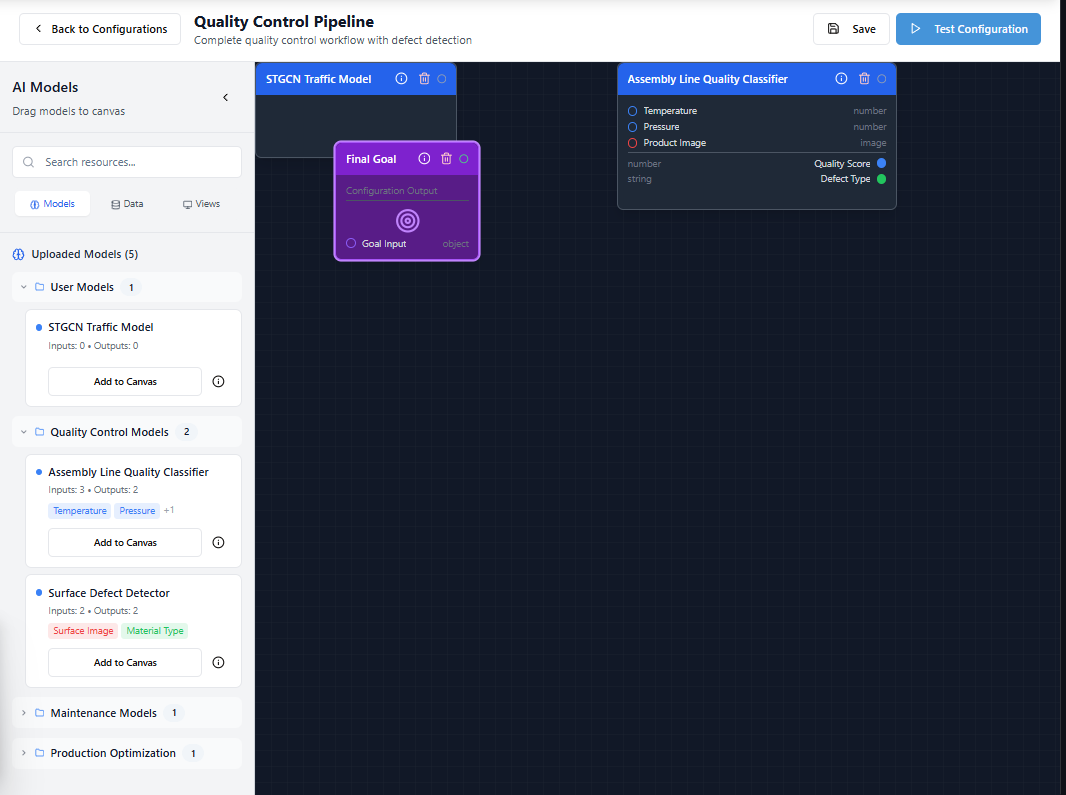 Back to Configurations
Quality Control Pipeline
Complete quality control workflow with defect detection
Save
Test Configuration
AI Models
Drag models to canvas
Search resources...
Models
Data
Views
Uploaded Models (5)
User Models 1
STGCN Traffic Model
Inputs: 0 • Outputs: 0
Add to Canvas
Quality Control Models 2
Assembly Line Quality Classifier
Inputs: 3 • Outputs: 2
Temperature Pressure +1
Add to Canvas
Surface Defect Detector
Inputs: 2 • Outputs: 2
Surface Image Material Type
Add to Canvas
Maintenance Models 1
Production Optimization 1
STGCN Traffic Model
Final Goal
Configuration Output
Goal Input object
Assembly Line Quality Classifier
Temperature number
Pressure number
Product Image image
number Quality Score
string Defect Type